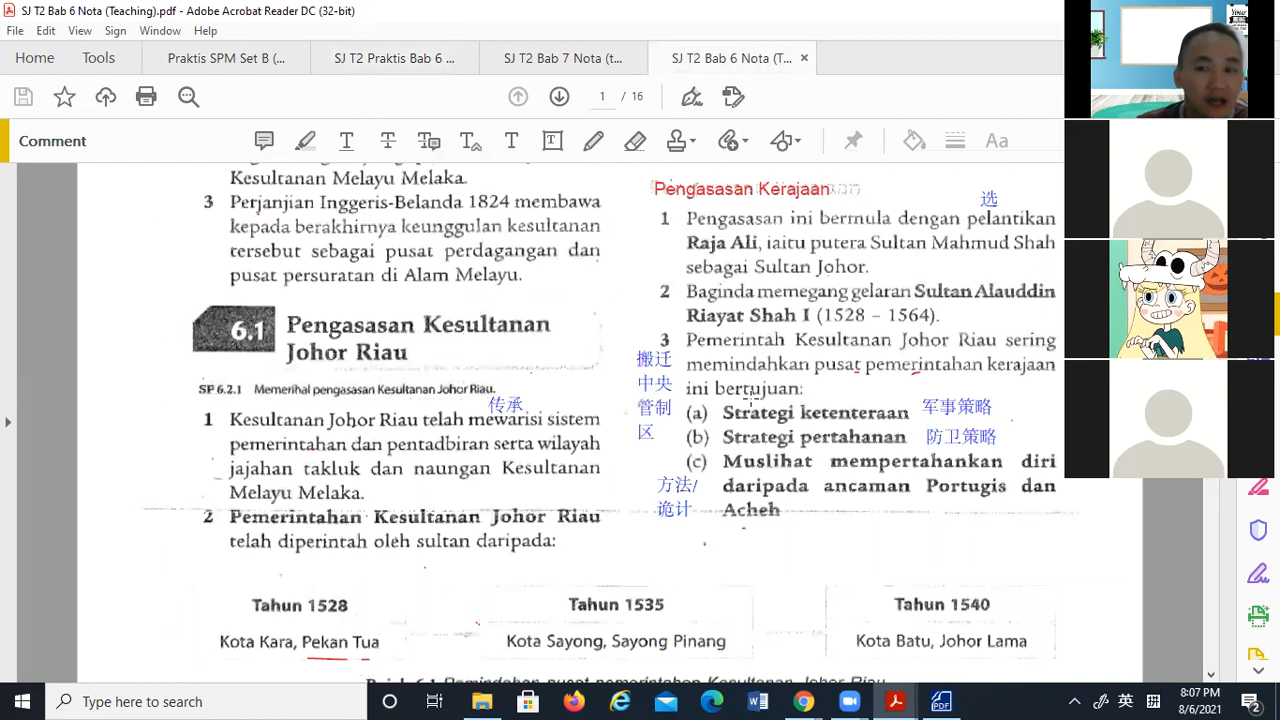 SJ T2 Bab 6 Nota (Teaching).pdf - Adobe Acrobat Reader DC (32-bit)
File Edit View Sign Window Help
Home Tools Praktis SPM Set B (... SJ T2 Praktis Bab 6 ... SJ T2 Bab 7 Nota (t... SJ T2 Bab 6 Nota (T...
1 / 16
Comment
Kesultanan Melayu Melaka.
3 Perjanjian Inggeris-Belanda 1824 membawa
kepada berakhirnya keunggulan kesultanan
tersebut sebagai pusat perdagangan dan
pusat persuratan di Alam Melayu.
6.1 Pengasasan Kesultanan
Johor Riau
SP 6.2.1 Memerihal pengasasan Kesultanan Johor Riau.
传承
1 Kesultanan Johor Riau telah mewarisi sistem
pemerintahan dan pentadbiran serta wilayah
jajahan takluk dan naungan Kesultanan
Melayu Melaka.
2 Pemerintahan Kesultanan Johor Riau
telah diperintah oleh sultan daripada:
Pengasasan Kerajaan
选
1 Pengasasan ini bermula dengan pelantikan
Raja Ali, iaitu putera Sultan Mahmud Shah
sebagai Sultan Johor.
2 Baginda memegang gelaran Sultan Alauddin
Riayat Shah I (1528 – 1564).
3 Pemerintah Kesultanan Johor Riau sering
memindahkan pusat pemerintahan kerajaan
ini bertujuan:
搬迁
中央
管制
区
(a) Strategi ketenteraan 军事策略
(b) Strategi pertahanan 防卫策略
(c) Muslihat mempertahankan diri
daripada ancaman Portugis dan
Acheh
方法/
诡计
Tahun 1528
Kota Kara, Pekan Tua
Tahun 1535
Kota Sayong, Sayong Pinang
Tahun 1540
Kota Batu, Johor Lama
Type here to search
英
拼
8:07 PM
8/6/2021
2